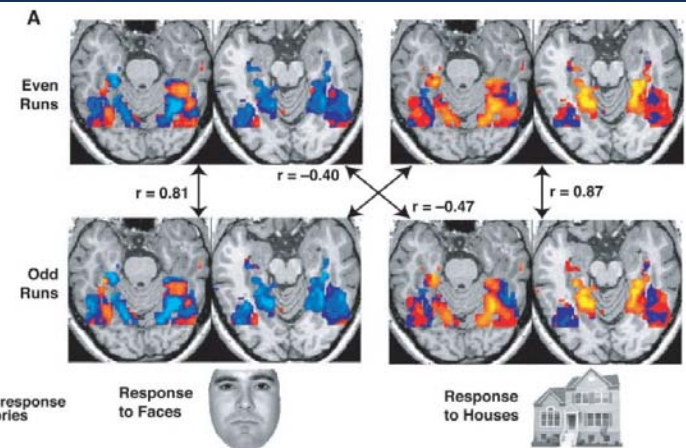 A
Even
Runs
r = 0.81
r = –0.40
r = –0.47
r = 0.87
Odd
Runs
response
Response
to Faces
Response
to Houses